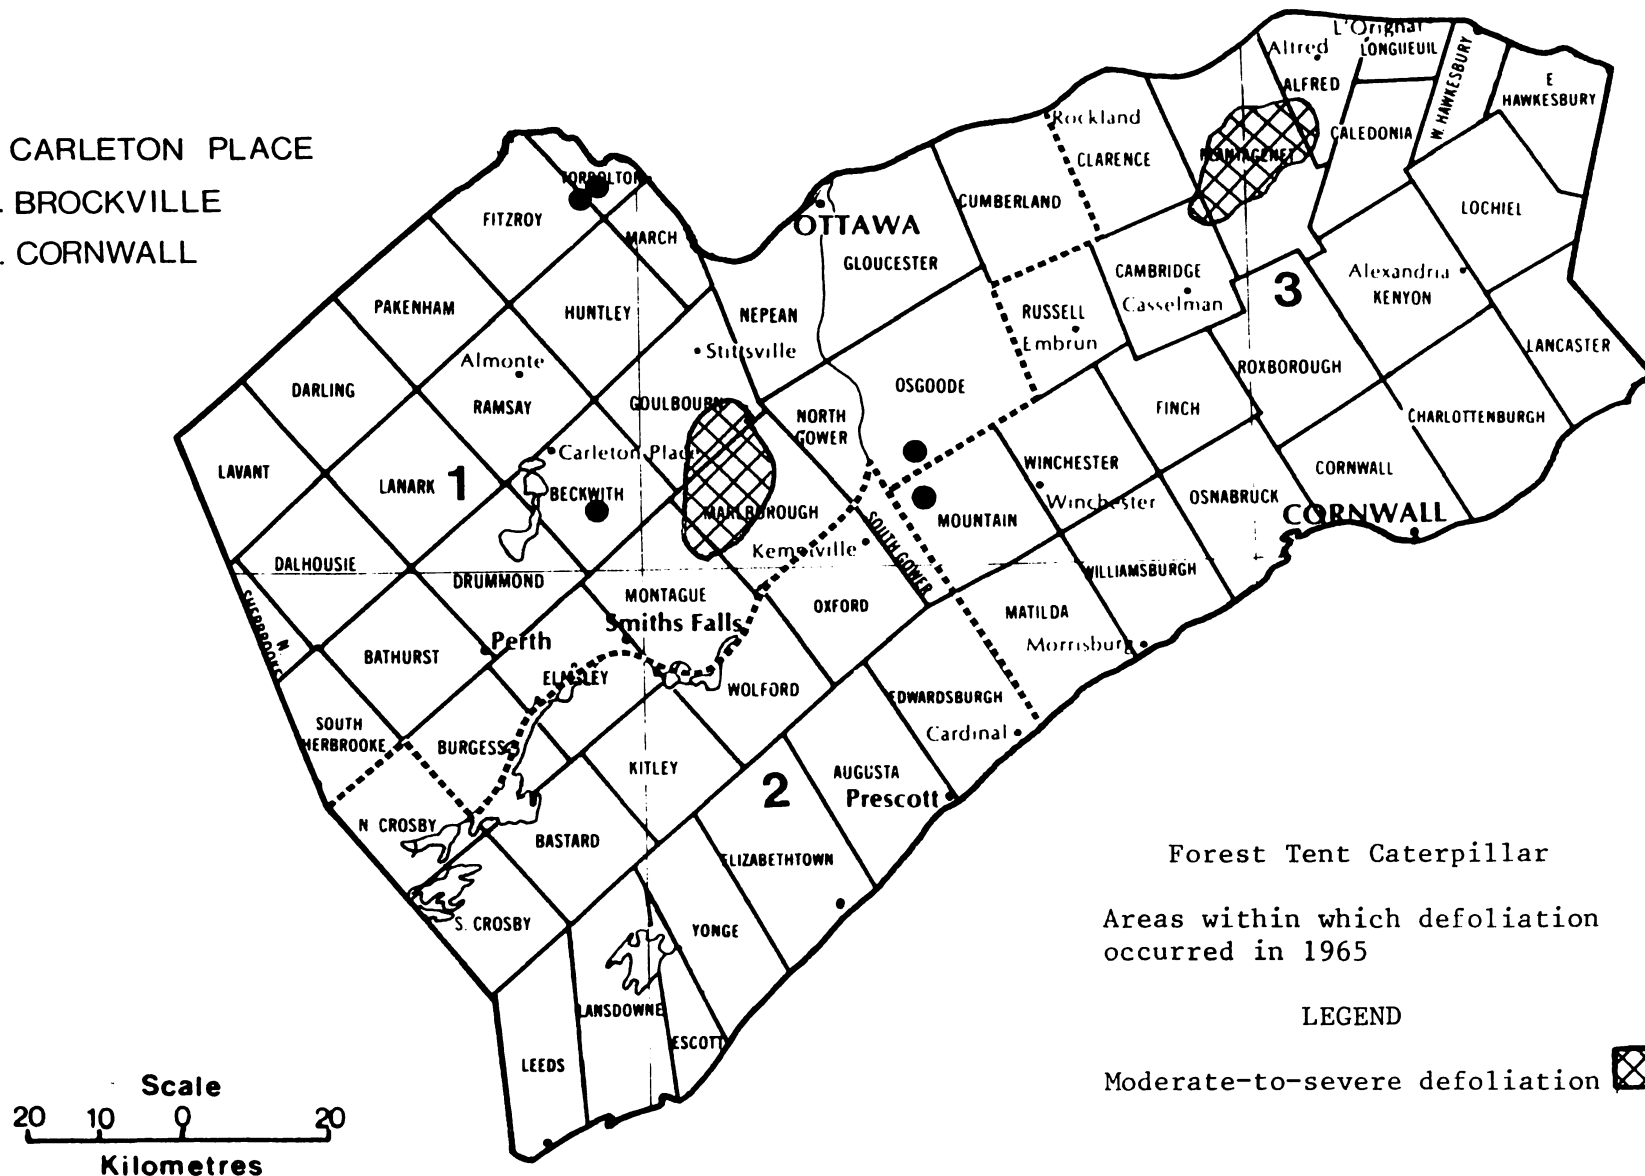 CARLETON PLACE
. BROCKVILLE
. CORNWALL
L'Orignal
Alfred
LONGUEUIL
W. HAWKESBURY
E
HAWKESBURY
ALFRED
Rockland
CALEDONIA
CLARENCE
PLANTAGENET
TORBOLTON
FITZROY
CUMBERLAND
LOCHIEL
OTTAWA
MARCH
GLOUCESTER
CAMBRIDGE
Alexandria
Casselman
3
KENYON
PAKENHAM
HUNTLEY
NEPEAN
RUSSELL
Embrun
Stittsville
LANCASTER
Almonte
ROXBOROUGH
DARLING
OSGOODE
RAMSAY
GOULBOURN
NORTH
GOWER
FINCH
CHARLOTTENBURGH
Carleton Place
WINCHESTER
CORNWALL
LAVANT
LANARK
1
BECKWITH
Winchester
OSNABRUCK
MARLBOROUGH
MOUNTAIN
CORNWALL
SOUTH GOWER
Kemptville
DALHOUSIE
DRUMMOND
WILLIAMSBURGH
MONTAGUE
OXFORD
MATILDA
N.
SHERBROOKE
Smiths Falls
Perth
Morrisburg
BATHURST
ELMSLEY
WOLFORD
EDWARDSBURGH
SOUTH
HERBROOKE
Cardinal
BURGESS
KITLEY
2
AUGUSTA
Prescott
N CROSBY
BASTARD
ELIZABETHTOWN
S. CROSBY
YONGE
LANSDOWNE
ESCOTT
LEEDS
Forest Tent Caterpillar
Areas within which defoliation
occurred in 1965
LEGEND
Moderate-to-severe defoliation
Scale
20 10 0 20
Kilometres